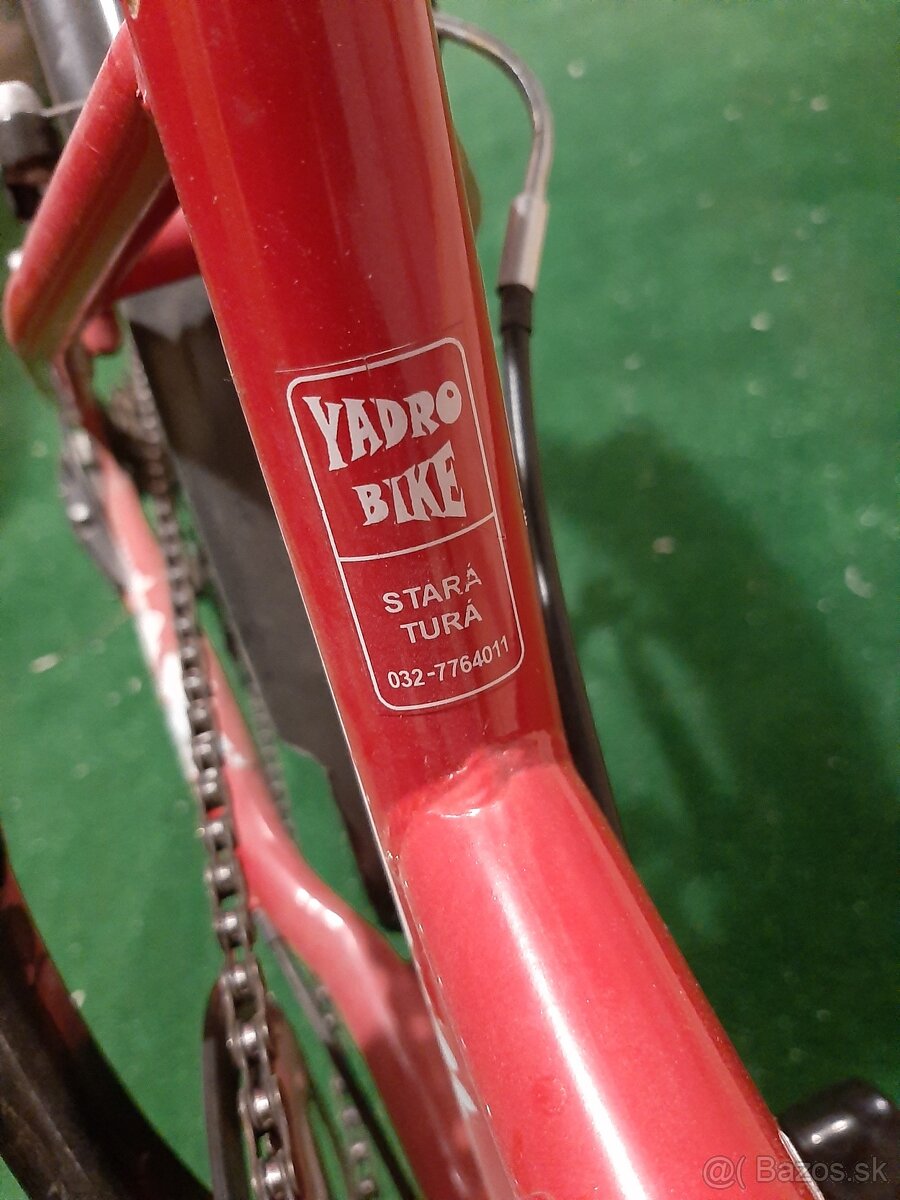 YADRO
BIKE
STARÁ
TURÁ
032-7764011
@( Bazos.sk